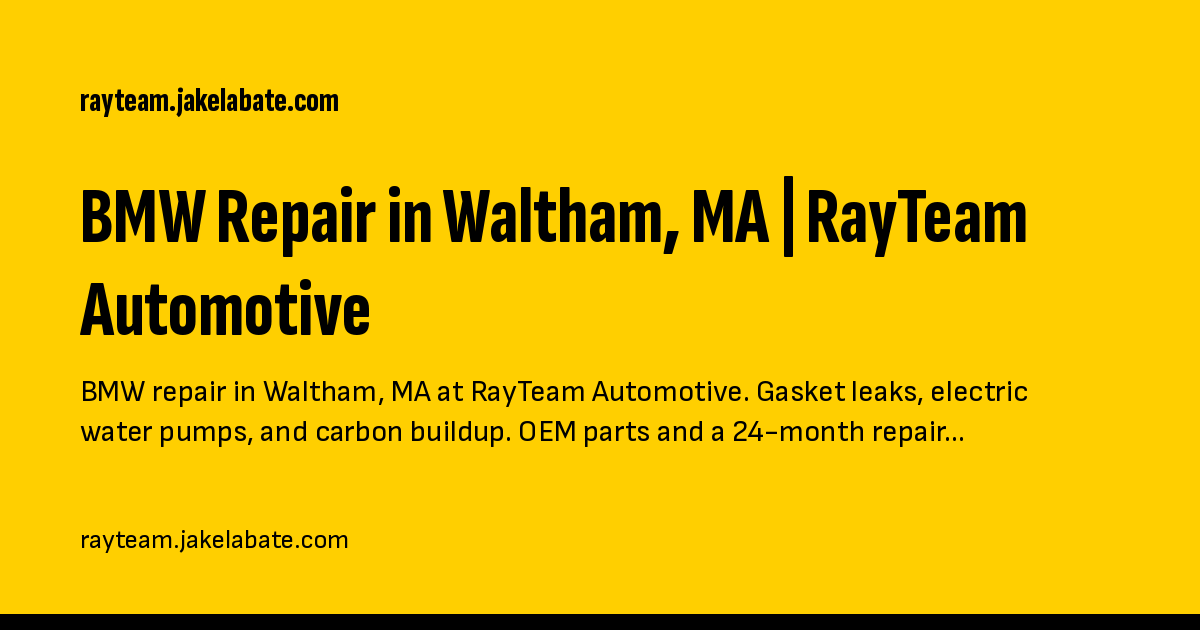 rayteam.jakelabate.com
BMW Repair in Waltham, MA | RayTeam
Automotive
BMW repair in Waltham, MA at RayTeam Automotive. Gasket leaks, electric
water pumps, and carbon buildup. OEM parts and a 24-month repair...
rayteam.jakelabate.com